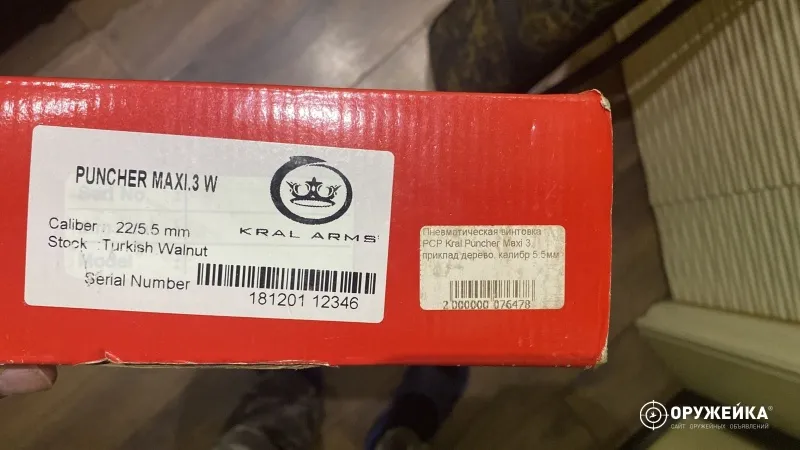 PUNCHER MAXI.3 W
KRAL ARMS
Caliber : 22/5.5 mm
Stock : Turkish Walnut
Serial Number
181201 12346
Пневматическая винтовка
PCP Kral Puncher Maxi 3,
приклад дерево, калибр 5.5мм
2 000000 076478
ОРУЖЕЙКА®
САЙТ ОРУЖЕЙНЫХ ОБЪЯВЛЕНИЙ